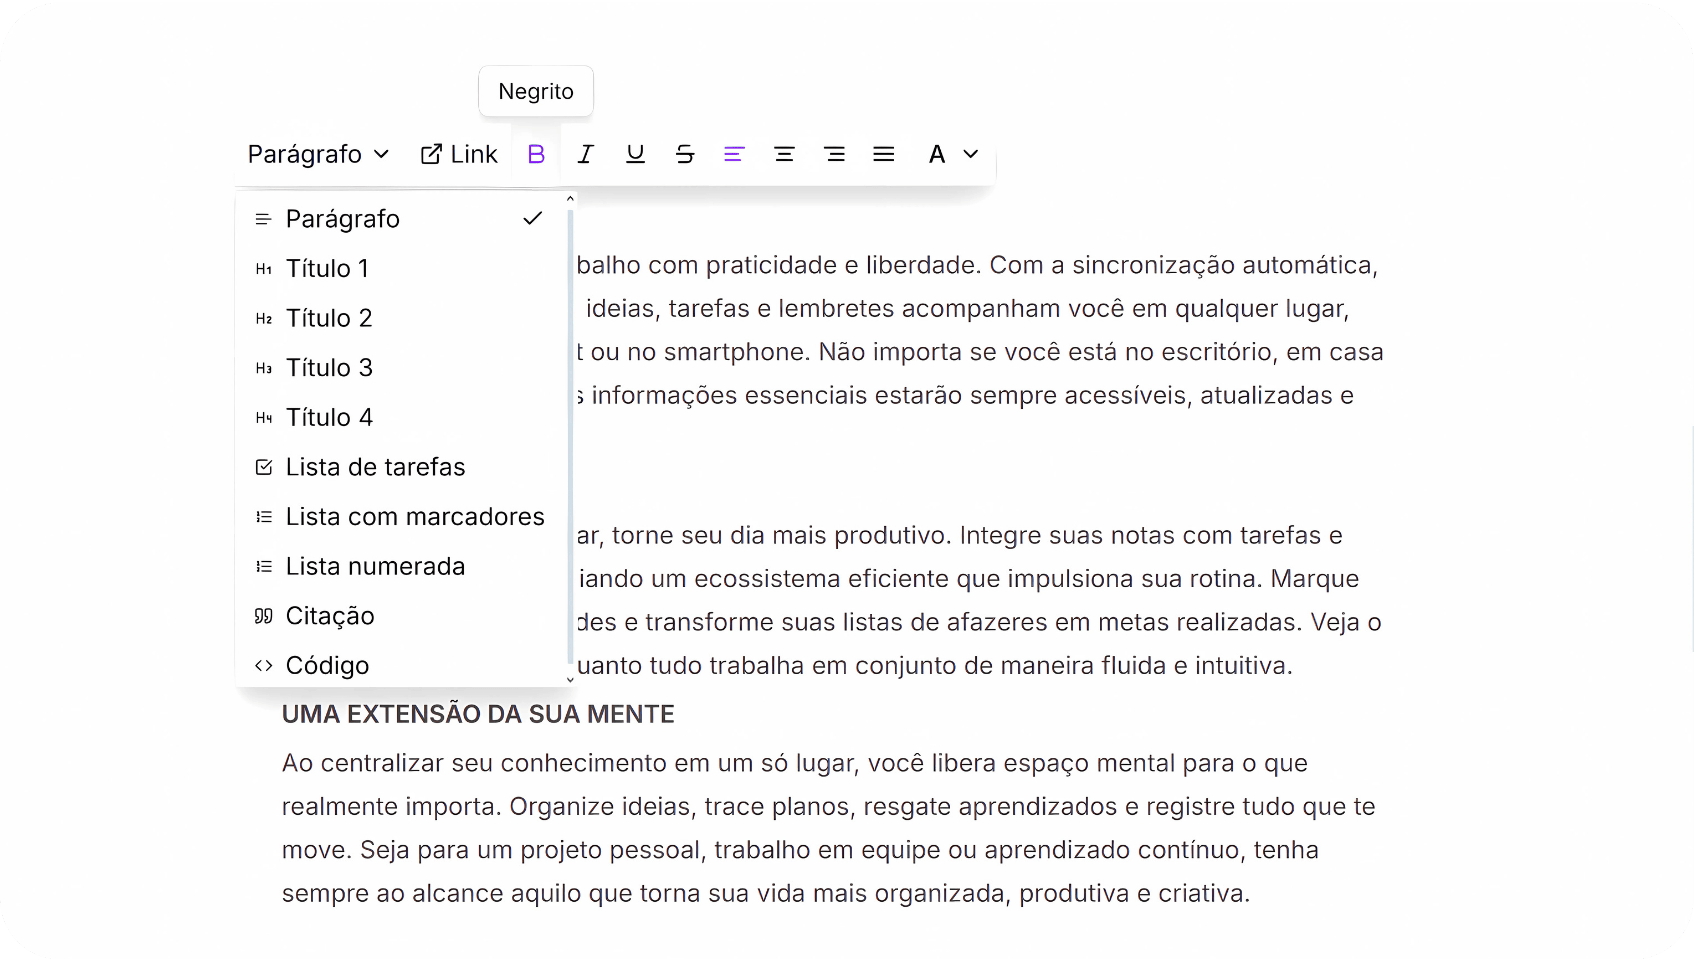 Negrito
Parágrafo Link B I U S A
Parágrafo
H1 Título 1
H2 Título 2
H3 Título 3
H4 Título 4
Lista de tarefas
Lista com marcadores
Lista numerada
Citação
Código
com praticidade e liberdade. Com a sincronização automática,
ideias, tarefas e lembretes acompanham você em qualquer lugar,
ou no smartphone. Não importa se você está no escritório, em casa
informações essenciais estarão sempre acessíveis, atualizadas e
torne seu dia mais produtivo. Integre suas notas com tarefas e
um ecossistema eficiente que impulsiona sua rotina. Marque
e transforme suas listas de afazeres em metas realizadas. Veja o
tudo trabalha em conjunto de maneira fluida e intuitiva.
UMA EXTENSÃO DA SUA MENTE
Ao centralizar seu conhecimento em um só lugar, você libera espaço mental para o que
realmente importa. Organize ideias, trace planos, resgate aprendizados e registre tudo que te
move. Seja para um projeto pessoal, trabalho em equipe ou aprendizado contínuo, tenha
sempre ao alcance aquilo que torna sua vida mais organizada, produtiva e criativa.